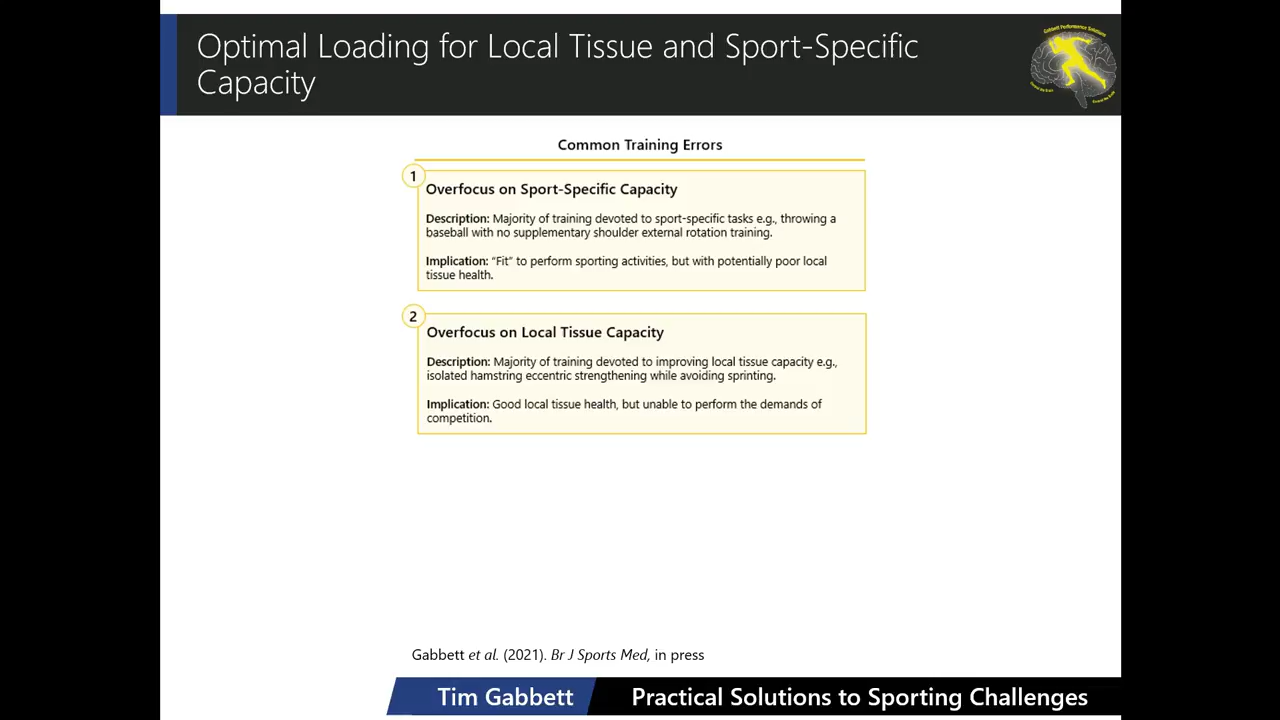 Optimal Loading for Local Tissue and Sport-Specific
Capacity
Gabbett Performance Solutions
Common Training Errors
1
Overfocus on Sport-Specific Capacity
Description: Majority of training devoted to sport-specific tasks e.g., throwing a
baseball with no supplementary shoulder external rotation training.
Implication: “Fit” to perform sporting activities, but with potentially poor local
tissue health.
2
Overfocus on Local Tissue Capacity
Description: Majority of training devoted to improving local tissue capacity e.g.,
isolated hamstring eccentric strengthening while avoiding sprinting.
Implication: Good local tissue health, but unable to perform the demands of
competition.
Gabbett et al. (2021). Br J Sports Med, in press
Tim Gabbett
Practical Solutions to Sporting Challenges